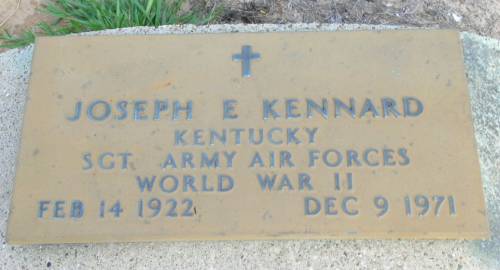 JOSEPH E KENNARD
KENTUCKY
SGT ARMY AIR FORCES
WORLD WAR II
FEB 14 1922 DEC 9 1971